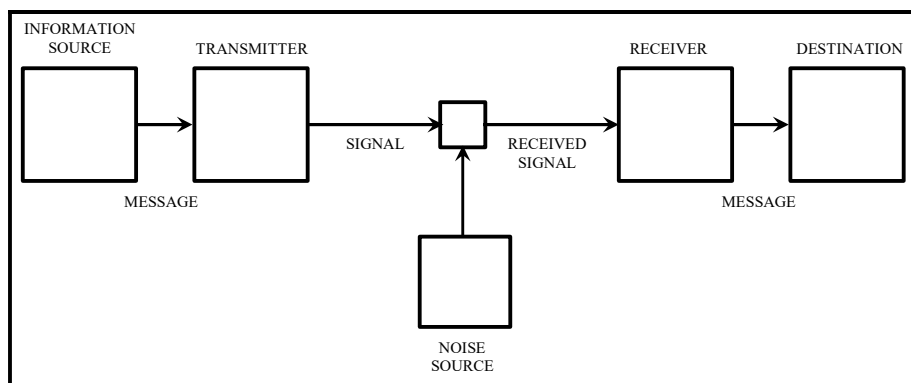 INFORMATION
SOURCE
TRANSMITTER
RECEIVER
DESTINATION
SIGNAL
RECEIVED
SIGNAL
MESSAGE
MESSAGE
NOISE
SOURCE